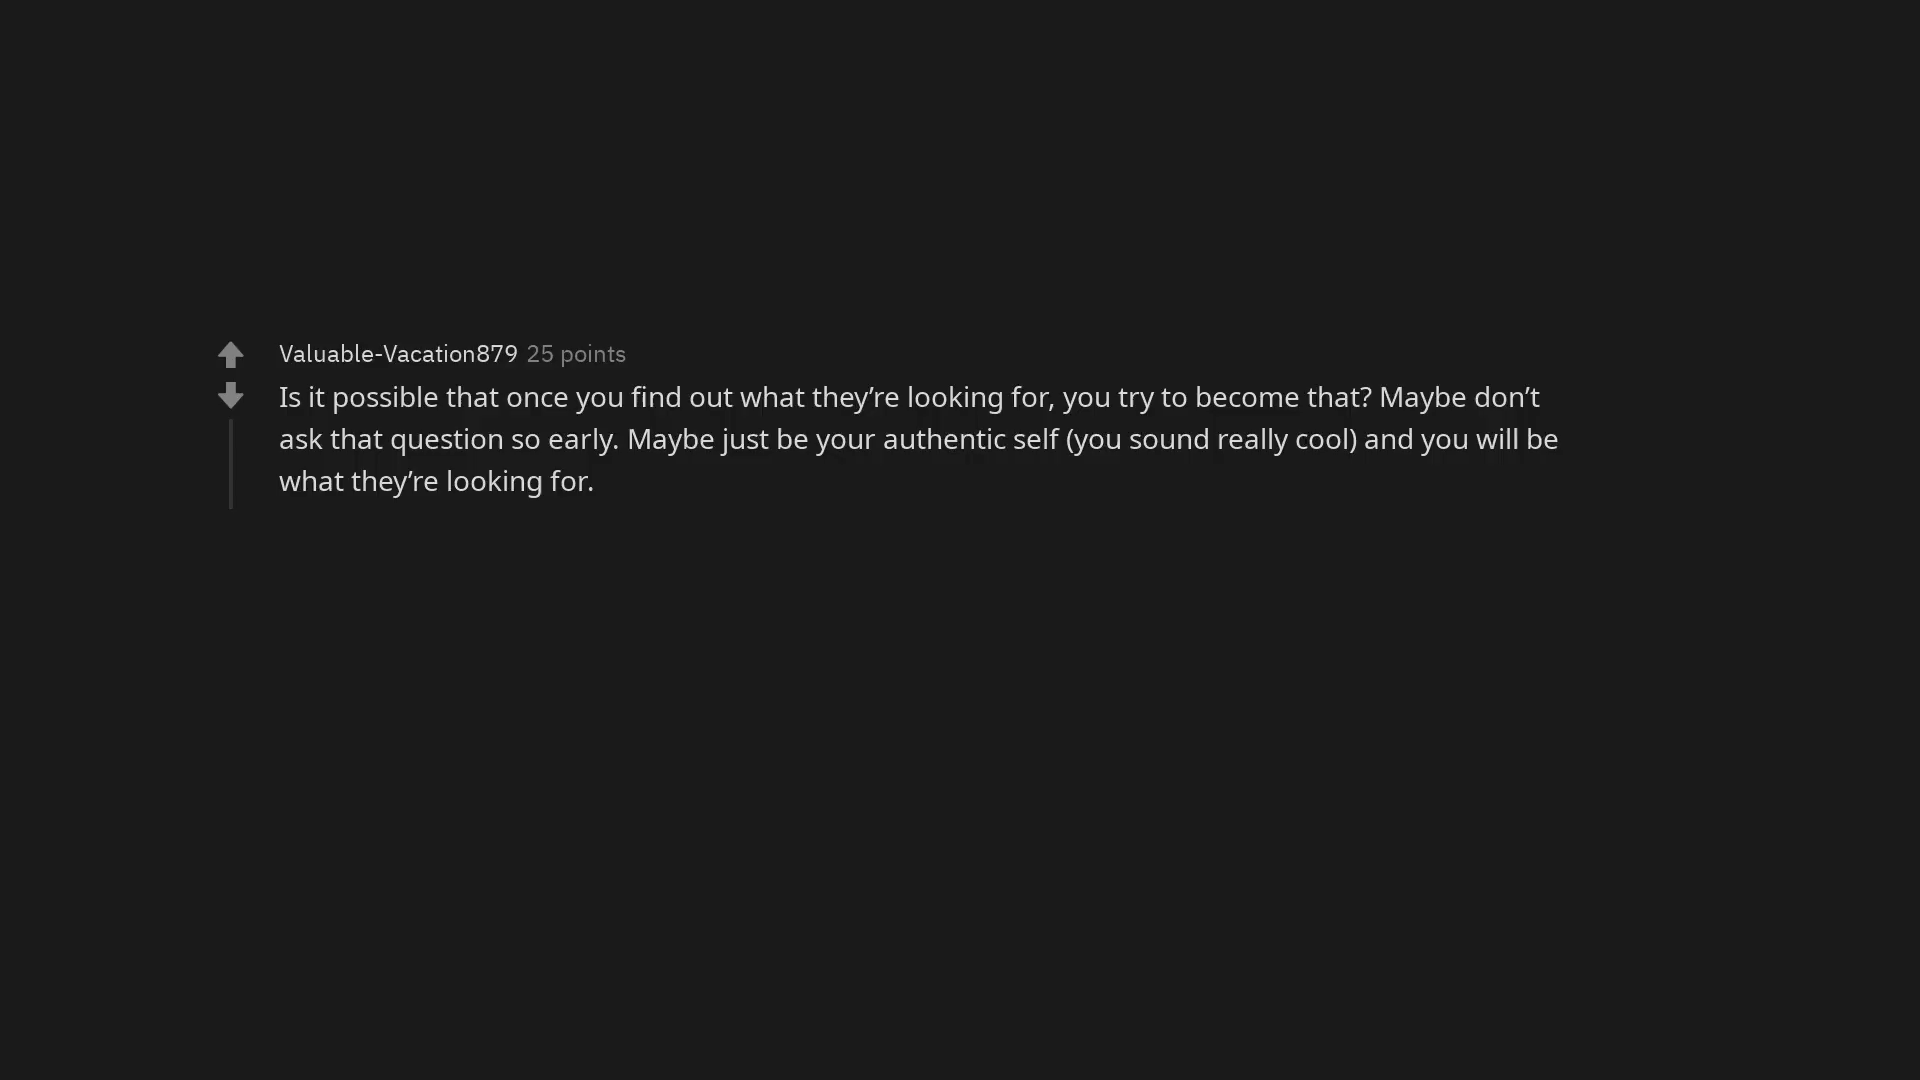 Valuable-Vacation879 25 points
Is it possible that once you find out what they’re looking for, you try to become that? Maybe don’t
ask that question so early. Maybe just be your authentic self (you sound really cool) and you will be
what they’re looking for.